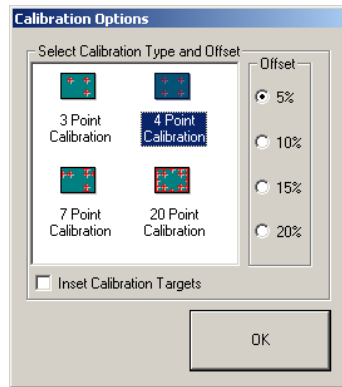 Calibration Options
Select Calibration Type and Offset
3 Point
Calibration
4 Point
Calibration
7 Point
Calibration
20 Point
Calibration
Offset
5%
10%
15%
20%
Inset Calibration Targets
OK